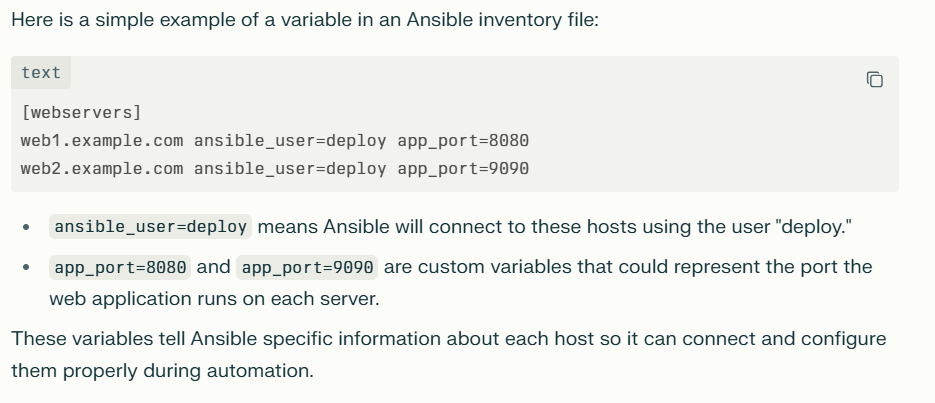 Here is a simple example of a variable in an Ansible inventory file:
text
[webservers]
web1.example.com ansible_user=deploy app_port=8080
web2.example.com ansible_user=deploy app_port=9090
• ansible_user=deploy means Ansible will connect to these hosts using the user "deploy."
• app_port=8080 and app_port=9090 are custom variables that could represent the port the
web application runs on each server.
These variables tell Ansible specific information about each host so it can connect and configure
them properly during automation.